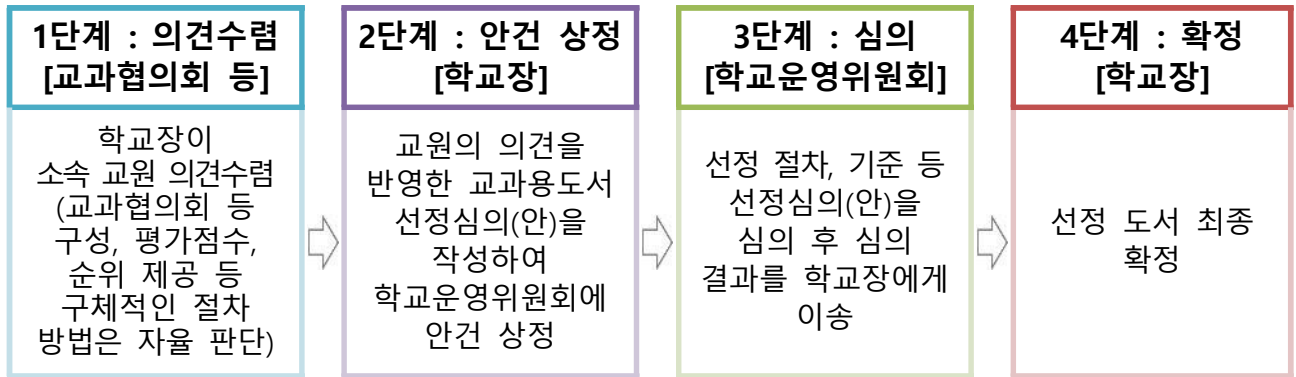 1단계 : 의견수렴
[교과협의회 등]
학교장이
소속 교원 의견수렴
(교과협의회 등
구성, 평가점수,
순위 제공 등
구체적인 절차
방법은 자율 판단)
2단계 : 안건 상정
[학교장]
교원의 의견을
반영한 교과용도서
선정심의(안)을
작성하여
학교운영위원회에
안건 상정
3단계 : 심의
[학교운영위원회]
선정 절차, 기준 등
선정심의(안)을
심의 후 심의
결과를 학교장에게
이송
4단계 : 확정
[학교장]
선정 도서 최종
확정